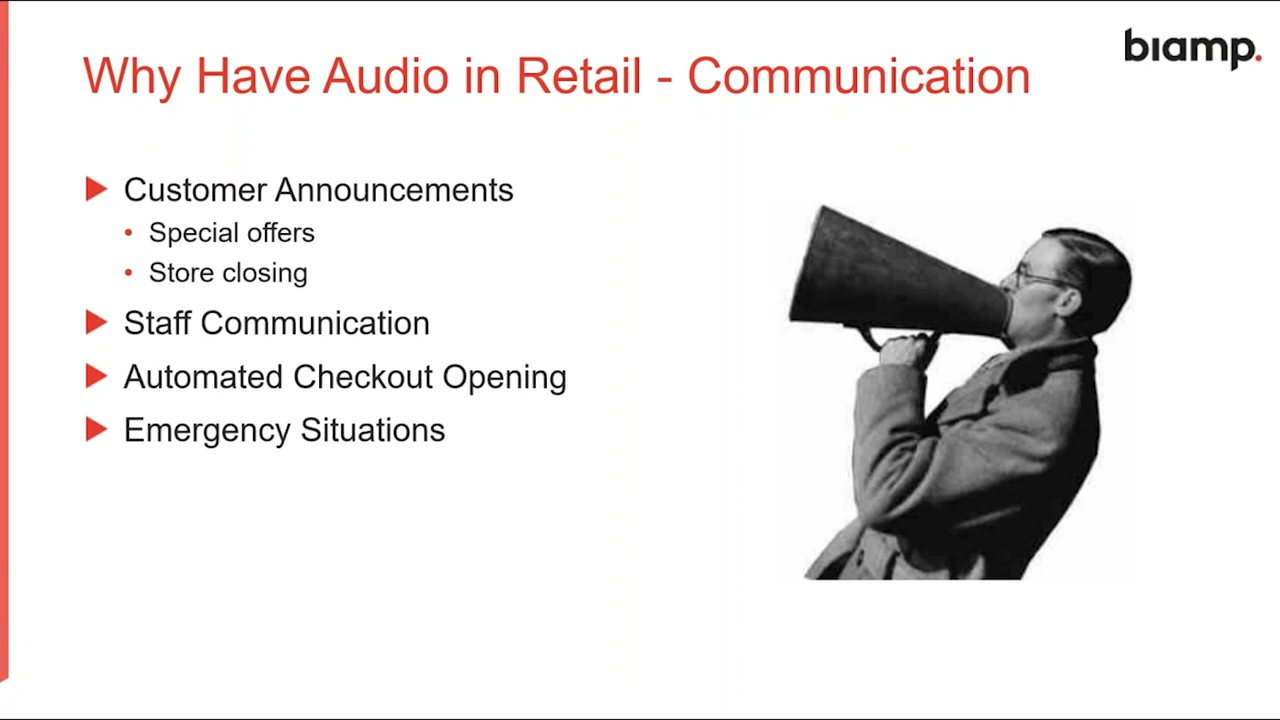 biamp.
Why Have Audio in Retail - Communication
Customer Announcements
Special offers
Store closing
Staff Communication
Automated Checkout Opening
Emergency Situations